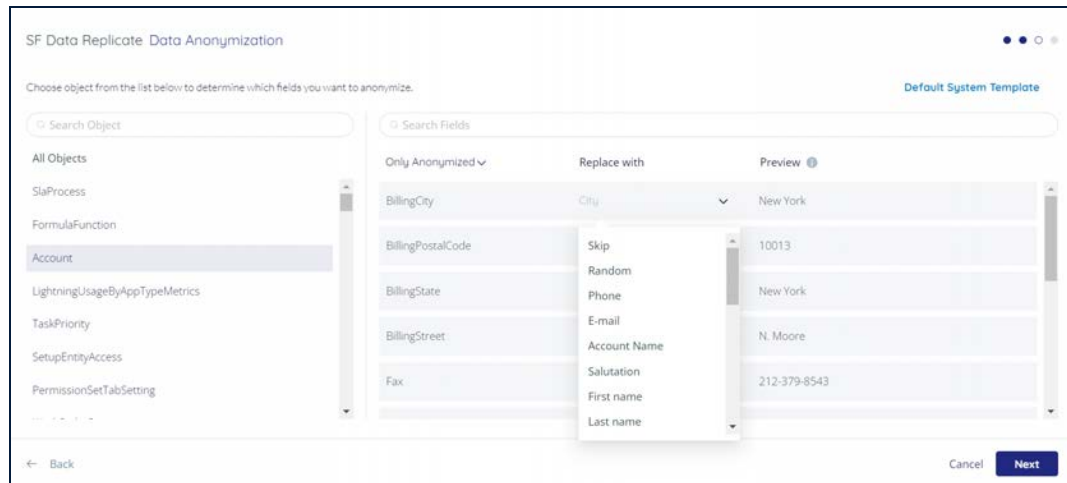 SF Data Replicate Data Anonymization
Choose object from the list below to determine which fields you want to anonymize.
Default System Template
Search Object
Search Fields
All Objects
Only Anonymized
Replace with
Preview
SlaProcess
FormulaFunction
Account
LightningUsageByAppTypeMetrics
TaskPriority
SetupEntityAccess
PermissionSetTabSetting
BillingCity
City
New York
BillingPostalCode
10013
BillingState
New York
BillingStreet
N. Moore
Fax
212-379-8543
Skip
Random
Phone
E-mail
Account Name
Salutation
First name
Last name
← Back
Cancel
Next